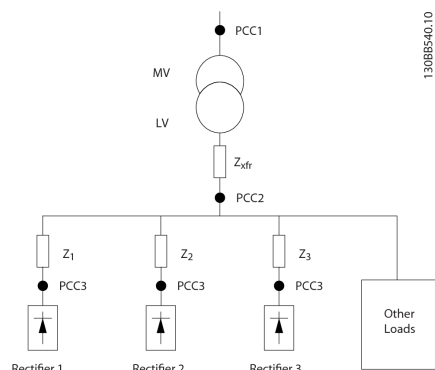 PCC1
130BB540.10
MV
LV
Zxfr
PCC2
Z1 Z2 Z3
PCC3 PCC3 PCC3
Other
Loads
Rectifier 1 Rectifier 2 Rectifier 3